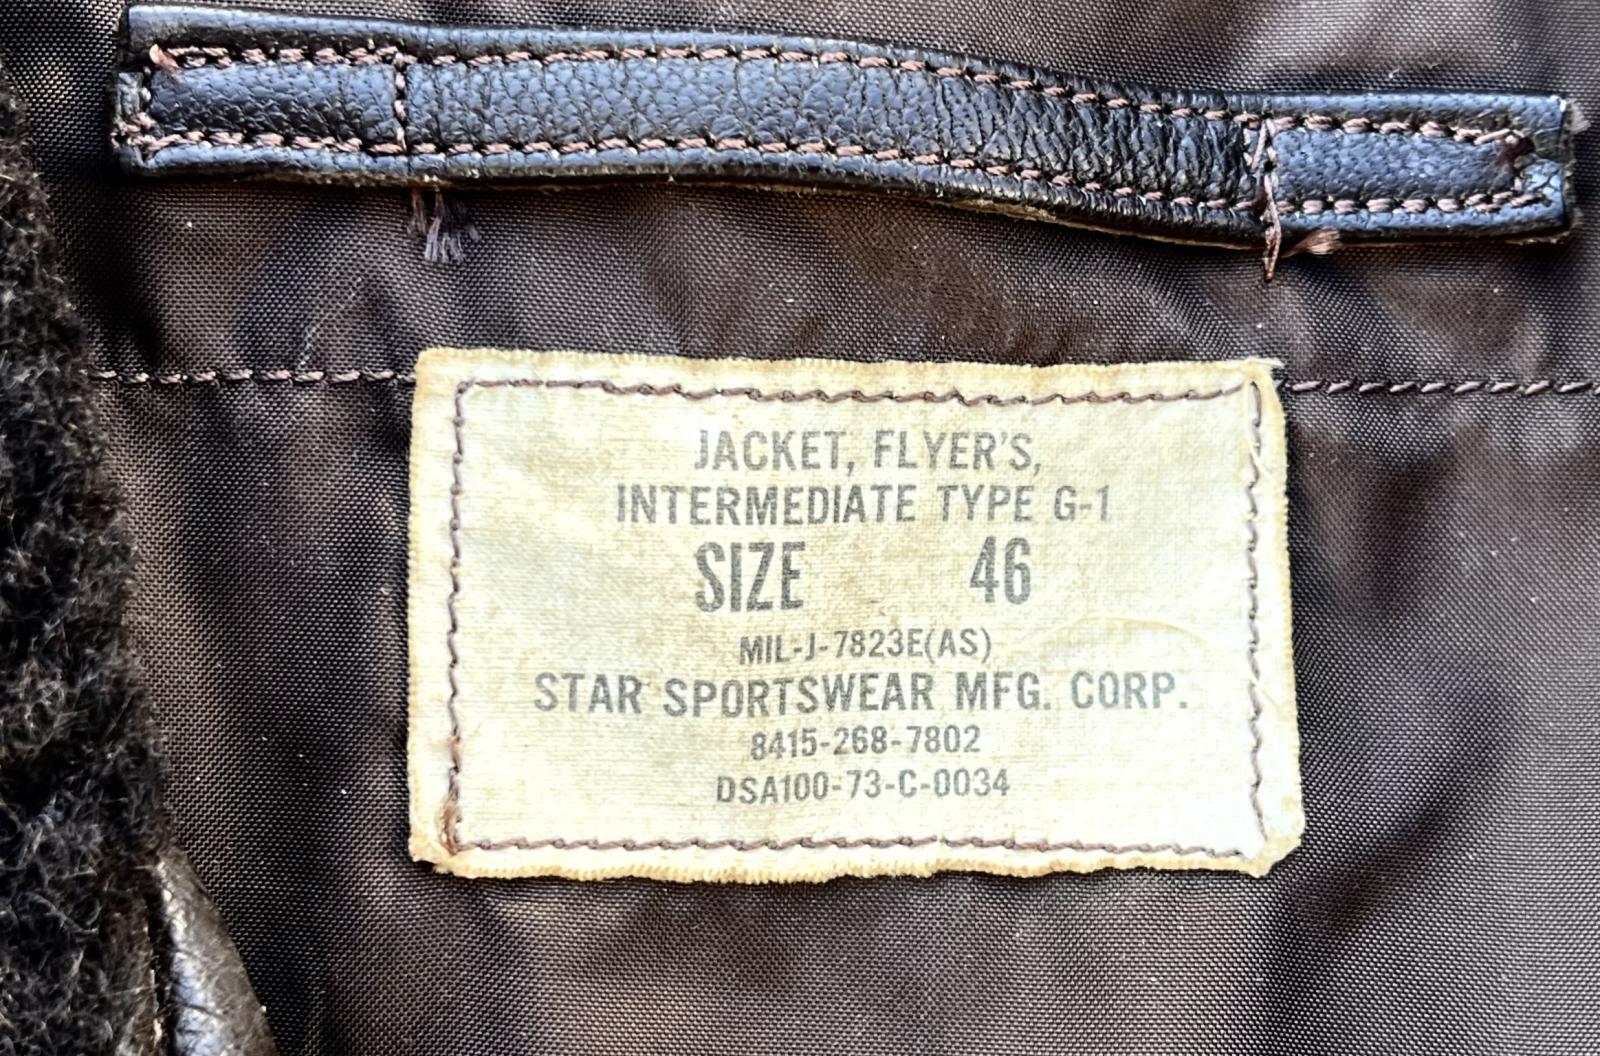 JACKET, FLYER'S,
INTERMEDIATE TYPE G-1
SIZE 46
MIL-J-7823E(AS)
STAR SPORTSWEAR MFG. CORP.
8415-268-7802
DSA100-73-C-0034